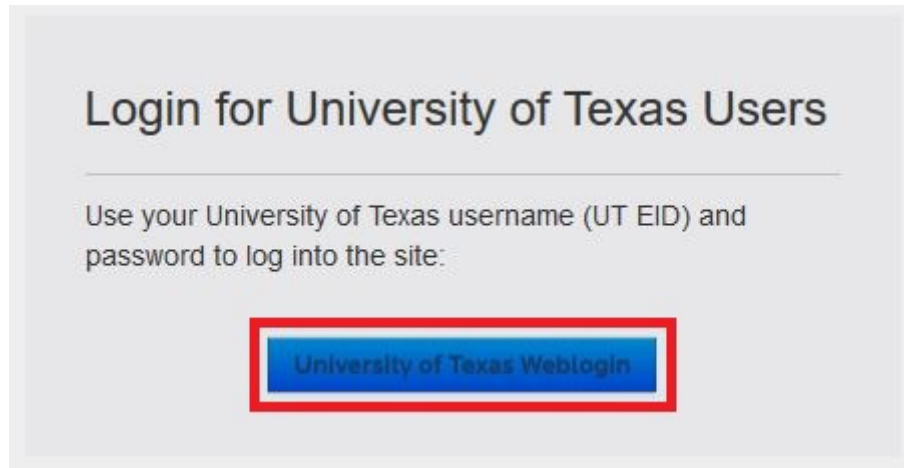 Login for University of Texas Users
Use your University of Texas username (UT EID) and
password to log into the site:
University of Texas Weblogin